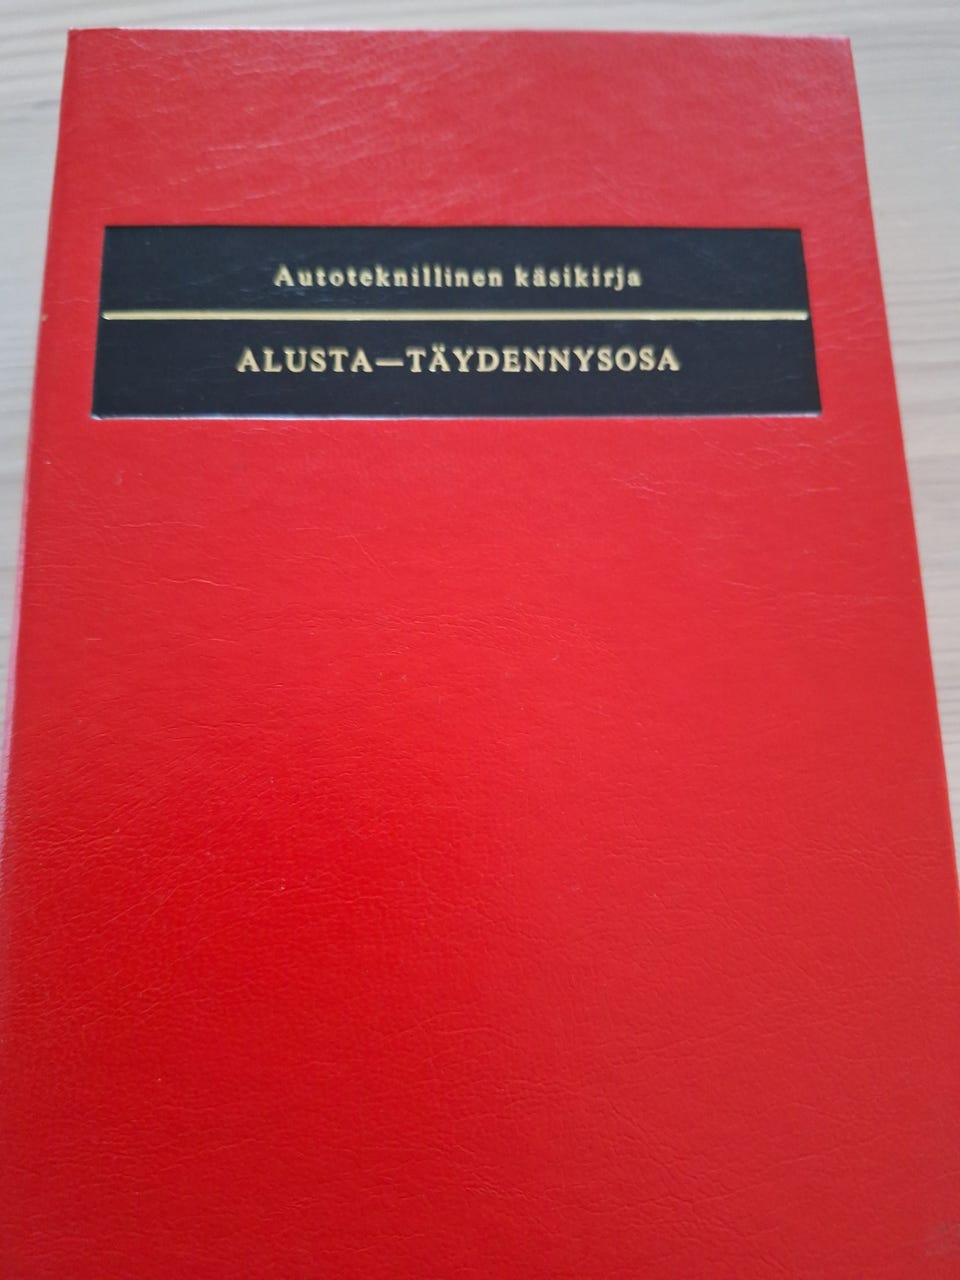 Autoteknillinen käsikirja
ALUSTA—TÄYDENNYSOSA